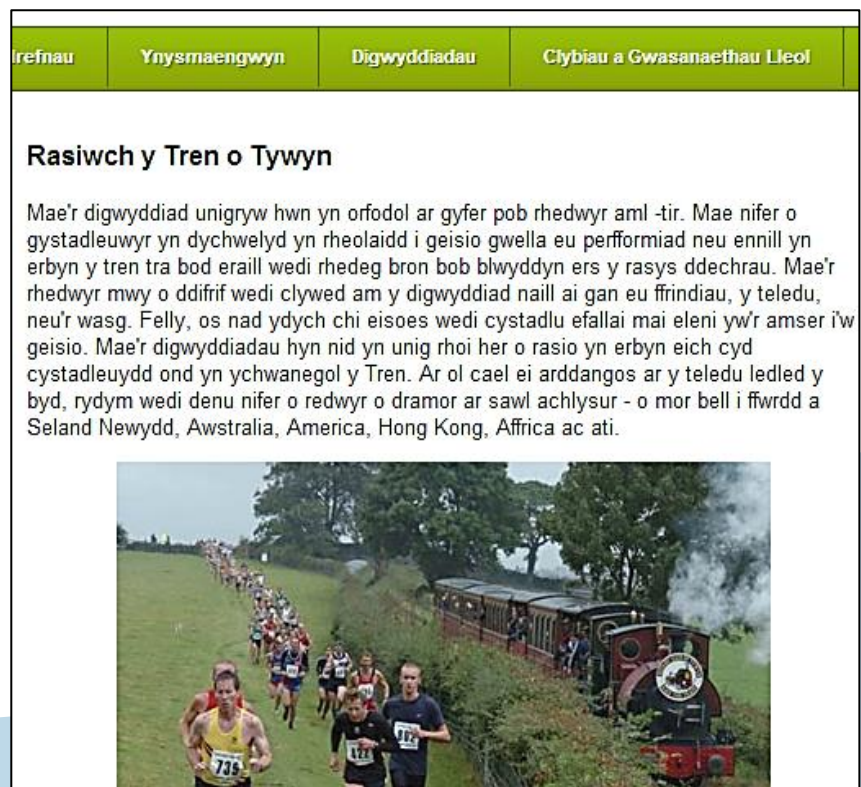 Ynysmaengwyn
Digwyddiadau
Clybiau a Gwasanaethau Lleol
Rasiwch y Tren o Tywyn
Mae'r digwyddiad unigryw hwn yn orfodol ar gyfer pob rhedwyr aml -tir. Mae nifer o
gystadleuwyr yn dychwelyd yn rheolaidd i geisio gwella eu perfformiad neu ennill yn
erbyn y tren tra bod eraill wedi rhedeg bron bob blwyddyn ers y rasys ddechrau. Mae'r
rhedwyr mwy o ddifrif wedi clywed am y digwyddiad naill ai gan eu ffrindiau, y teledu,
neu'r wasg. Felly, os nad ydych chi eisoes wedi cystadlu efallai mai eleni yw'r amser i'w
geisio. Mae'r digwyddiadau hyn nid yn unig rhoi her o rasio yn erbyn eich cyd
cystadleuydd ond yn ychwanegol y Tren. Ar ol cael ei arddangos ar y teledu ledled y
byd, rydym wedi denu nifer o redwyr o dramor ar sawl achlysur - o mor bell i ffwrdd a
Seland Newydd, Awstralia, America, Hong Kong, Affrica ac ati.
735
422
802